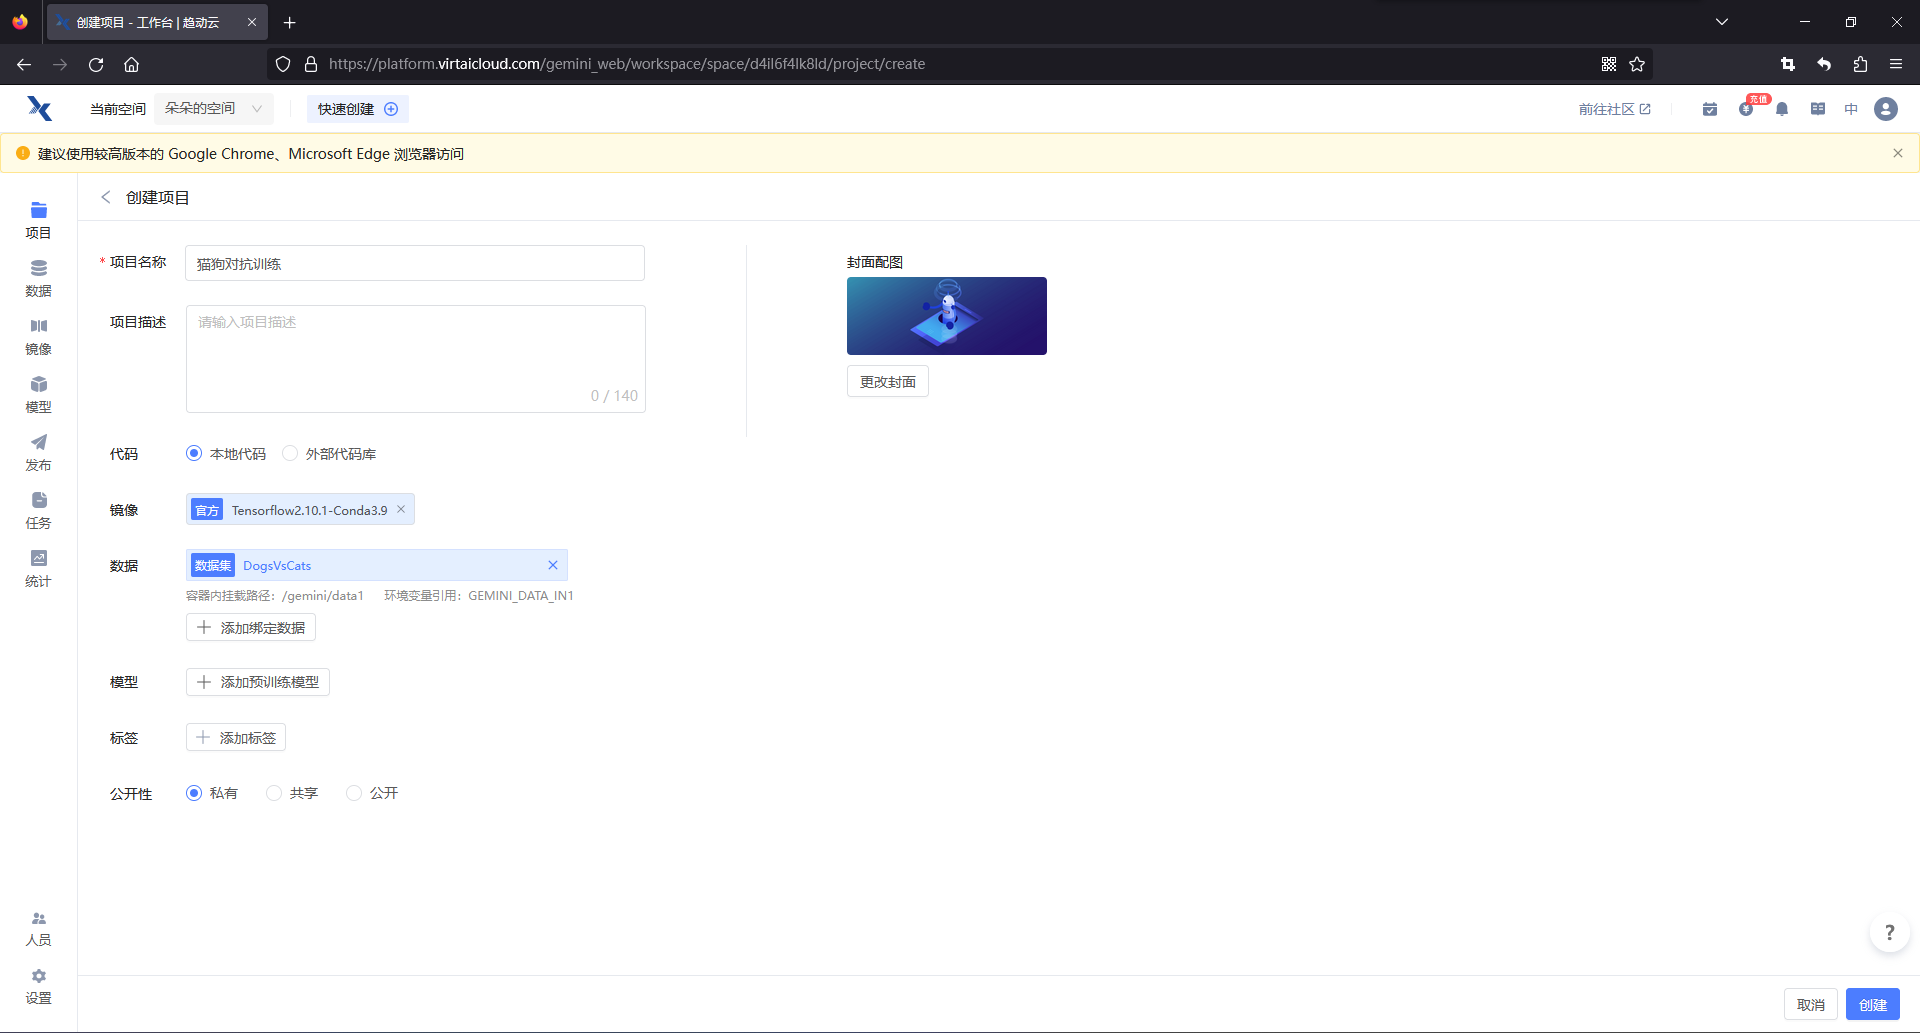 创建项目 - 工作台 | 趋动云
https://platform.virtaicloud.com/gemini_web/workspace/space/d4il6f4lk8ld/project/create
当前空间 朵朵的空间 快速创建 前往社区 充值 中
建议使用较高版本的 Google Chrome、Microsoft Edge 浏览器访问
创建项目
项目
数据
镜像
模型
发布
任务
统计
人员
设置
* 项目名称 猫狗对抗训练
项目描述 请输入项目描述
0 / 140
代码 本地代码 外部代码库
镜像 官方 Tensorflow2.10.1-Conda3.9
数据 数据集 DogsVsCats
容器内挂载路径：/gemini/data1 环境变量引用：GEMINI_DATA_IN1
添加绑定数据
模型 添加预训练模型
标签 添加标签
公开性 私有 共享 公开
封面配图
更改封面
?
取消 创建